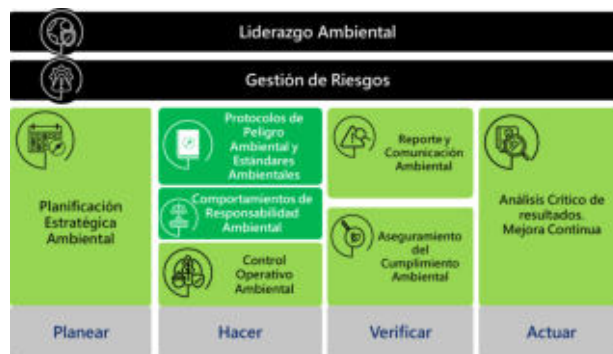 Liderazgo Ambiental
Gestión de Riesgos
Planificación
Estratégica
Ambiental
Protocolos de
Peligro
Ambiental y
Estándares
Ambientales
Comportamientos de
Responsabilidad
Ambiental
Control
Operativo
Ambiental
Reporte y
Comunicación
Ambiental
Aseguramiento
del
Cumplimiento
Ambiental
Análisis Critico de
resultados.
Mejora Continua
Planear
Hacer
Verificar
Actuar